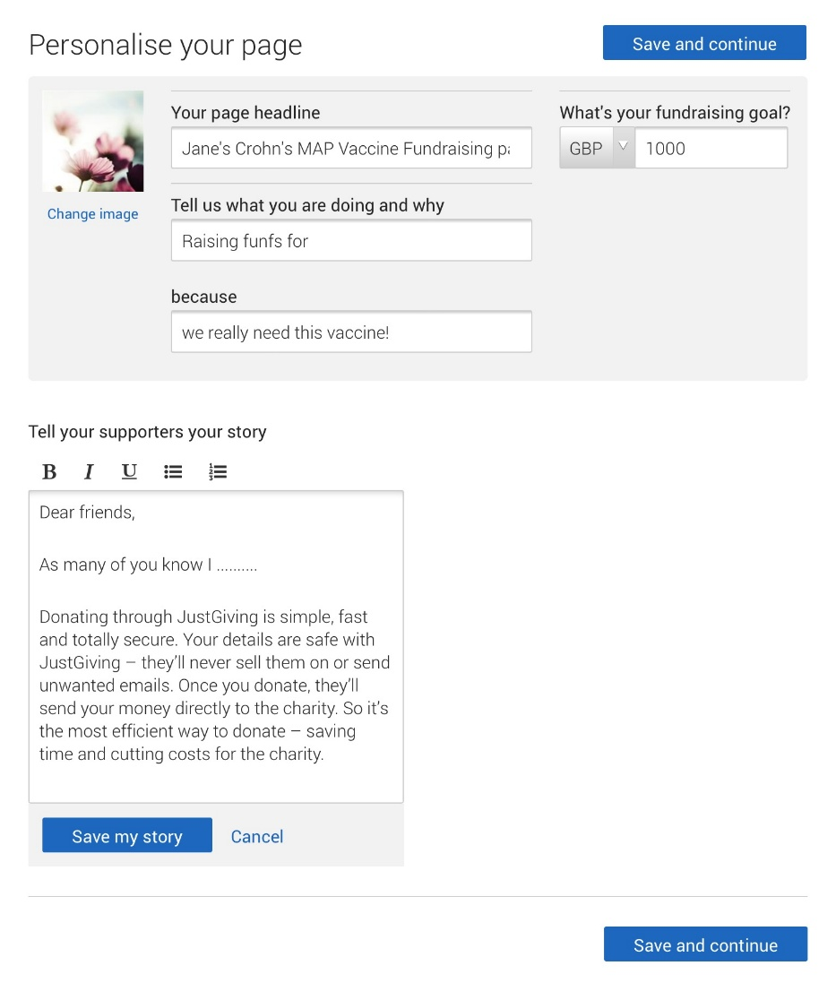 Personalise your page
Save and continue
Your page headline
Jane's Crohn's MAP Vaccine Fundraising
What's your fundraising goal?
GBP
1000
Change image
Tell us what you are doing and why
Raising funfs for
because
we really need this vaccine!
Tell your supporters your story
B I U
Dear friends,
As many of you know I ..........
Donating through JustGiving is simple, fast
and totally secure. Your details are safe with
JustGiving – they'll never sell them on or send
unwanted emails. Once you donate, they'll
send your money directly to the charity. So it's
the most efficient way to donate – saving
time and cutting costs for the charity.
Save my story
Cancel
Save and continue